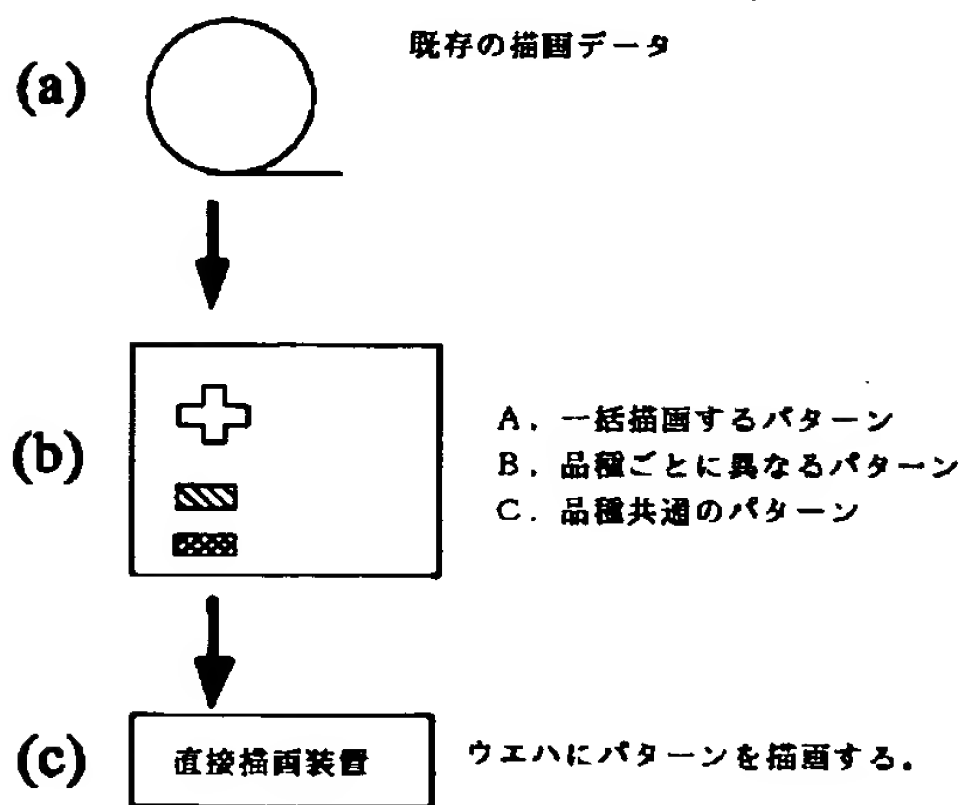 (a)
既存の描画データ
(b)
A．一括描画するパターン
B．品種ごとに異なるパターン
C．品種共通のパターン
(c)
直接描画装置
ウエハにパターンを描画する．